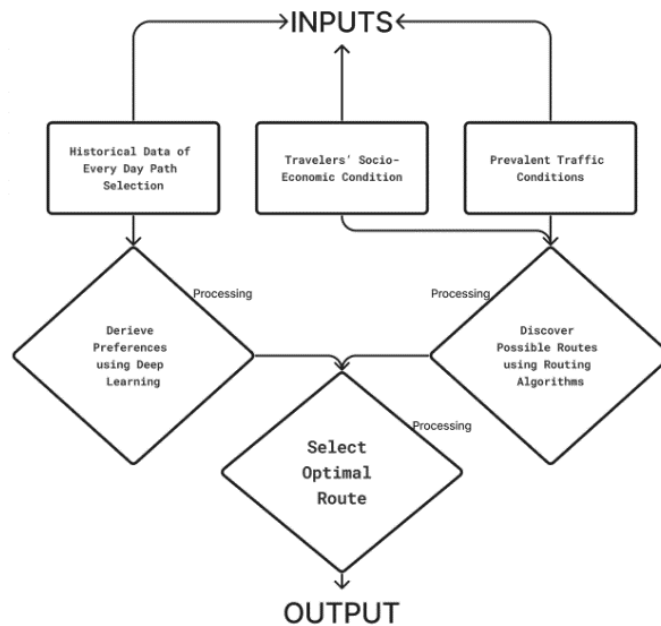 INPUTS
Historical Data of
Every Day Path
Selection
Travelers' Socio-
Economic Condition
Prevalent Traffic
Conditions
Processing
Processing
Derieve
Preferences
using Deep
Learning
Discover
Possible Routes
using Routing
Algorithms
Processing
Select
Optimal
Route
OUTPUT